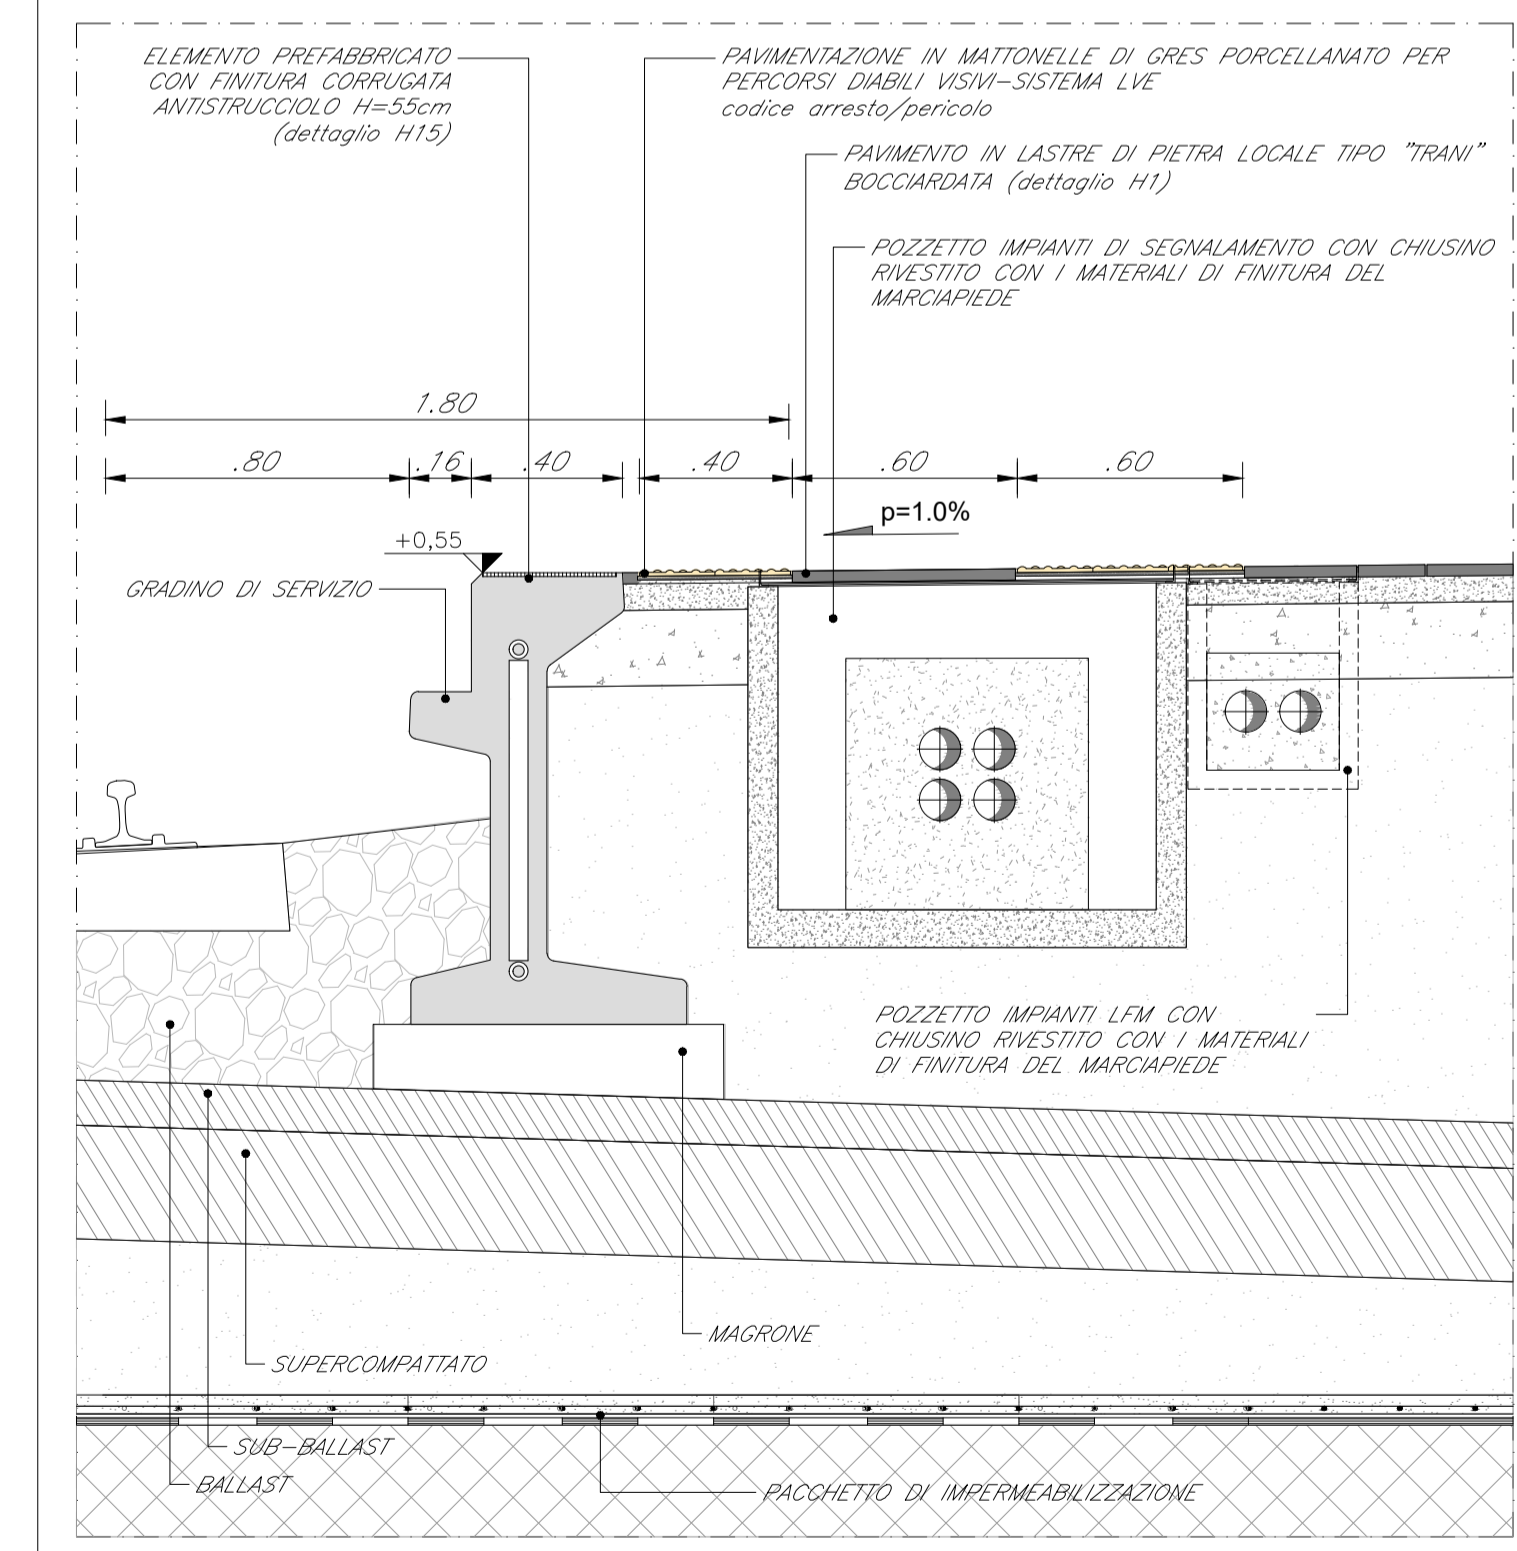 ELEMENTO PREFABBRICATO
CON FINITURA CORRUGATA
ANTISTRUCCIOLO H=55cm
(dettaglio H15)
PAVIMENTAZIONE IN MATTONELLE DI GRES PORCELLANATO PER
PERCORSI DIABILI VISIVI-SISTEMA LVE
codice arresto/pericolo
PAVIMENTO IN LASTRE DI PIETRA LOCALE TIPO "TRANI"
BOCCIARDATA (dettaglio H1)
POZZETTO IMPIANTI DI SEGNALAMENTO CON CHIUSINO
RIVESTITO CON I MATERIALI DI FINITURA DEL
MARCIAPIEDE
1.80
.80 .16 .40 .40 .60 .60
p=1.0%
+0,55
GRADINO DI SERVIZIO
POZZETTO IMPIANTI LFM CON
CHIUSINO RIVESTITO CON I MATERIALI
DI FINITURA DEL MARCIAPIEDE
MAGRONE
SUPERCOMPATTATO
SUB-BALLAST
BALLAST
PACCHETTO DI IMPERMEABILIZZAZIONE